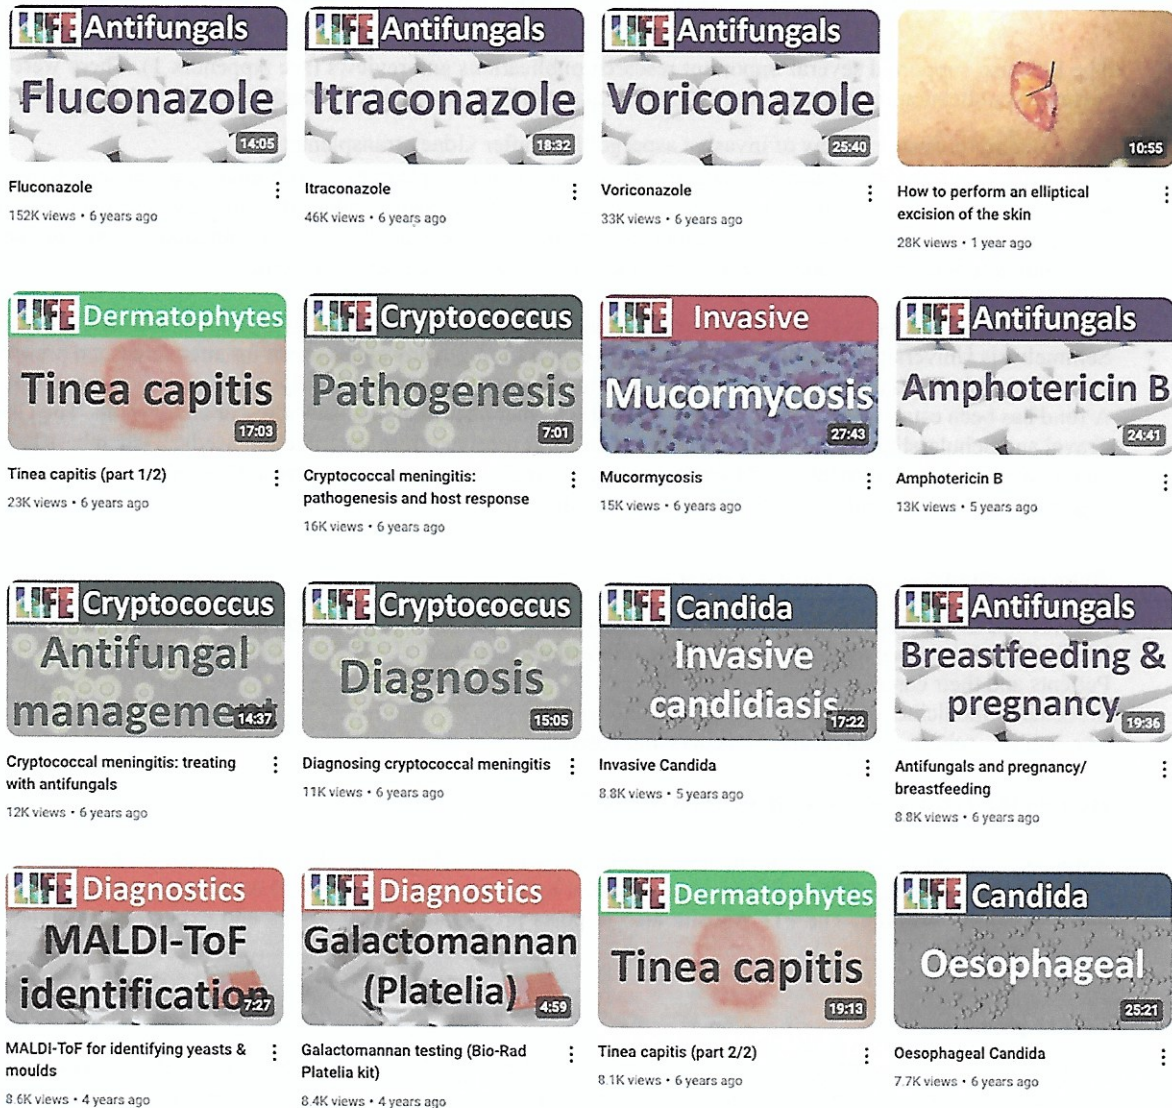 LIFE Antifungals
Fluconazole
14:05
Fluconazole
152K views • 6 years ago
LIFE Antifungals
Itraconazole
18:32
Itraconazole
46K views • 6 years ago
LIFE Antifungals
Voriconazole
25:40
Voriconazole
33K views • 6 years ago
10:55
How to perform an elliptical
excision of the skin
28K views • 1 year ago
LIFE Dermatophytes
Tinea capitis
17:03
Tinea capitis (part 1/2)
23K views • 6 years ago
LIFE Cryptococcus
Pathogenesis
7:01
Cryptococcal meningitis:
pathogenesis and host response
16K views • 6 years ago
LIFE Invasive
Mucormycosis
27:43
Mucormycosis
15K views • 6 years ago
LIFE Antifungals
Amphotericin B
24:41
Amphotericin B
13K views • 5 years ago
LIFE Cryptococcus
Antifungal
management
14:37
Cryptococcal meningitis: treating
with antifungals
12K views • 6 years ago
LIFE Cryptococcus
Diagnosis
15:05
Diagnosing cryptococcal meningitis
11K views • 6 years ago
LIFE Candida
Invasive
candidiasis
17:22
Invasive Candida
8.8K views • 5 years ago
LIFE Antifungals
Breastfeeding &
pregnancy
19:36
Antifungals and pregnancy/
breastfeeding
8.8K views • 6 years ago
LIFE Diagnostics
MALDI-ToF
identification
7:27
MALDI-ToF for identifying yeasts &
moulds
8.6K views • 4 years ago
LIFE Diagnostics
Galactomannan
(Platelia)
4:59
Galactomannan testing (Bio-Rad
Platelia kit)
8.4K views • 4 years ago
LIFE Dermatophytes
Tinea capitis
19:13
Tinea capitis (part 2/2)
8.1K views • 6 years ago
LIFE Candida
Oesophageal
25:21
Oesophageal Candida
7.7K views • 6 years ago